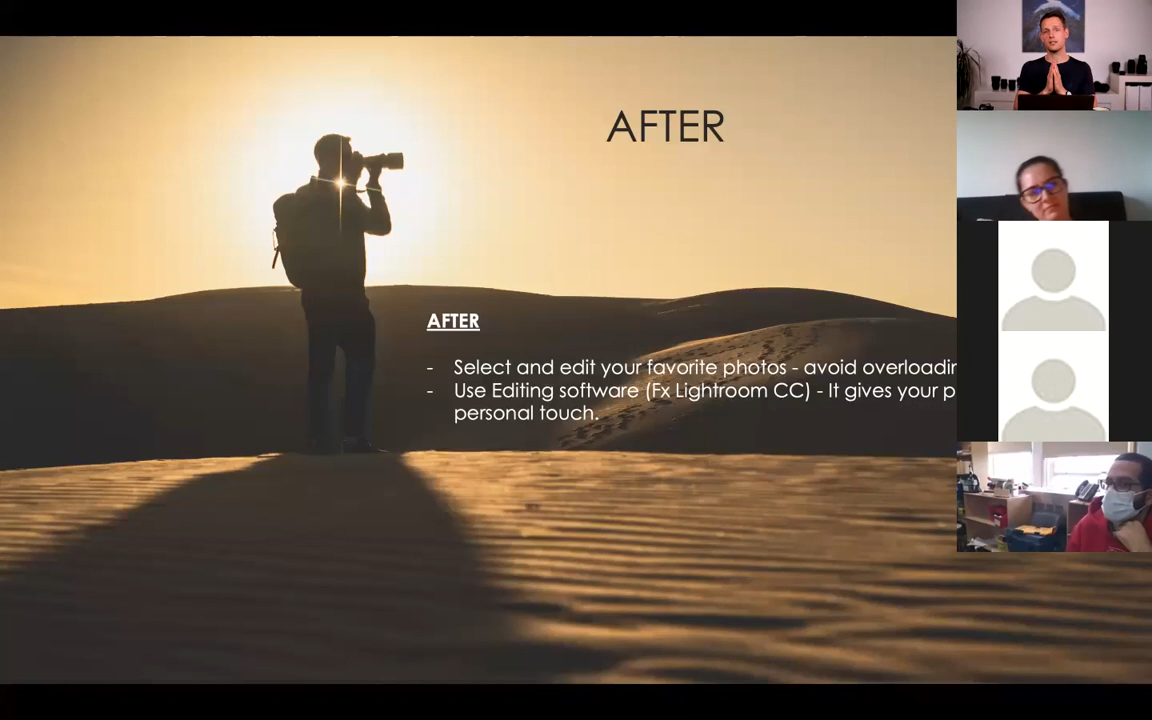 AFTER
AFTER
- Select and edit your favorite photos - avoid
- Use Editing software (Fx Lightroom CC) - It gives your
personal touch.